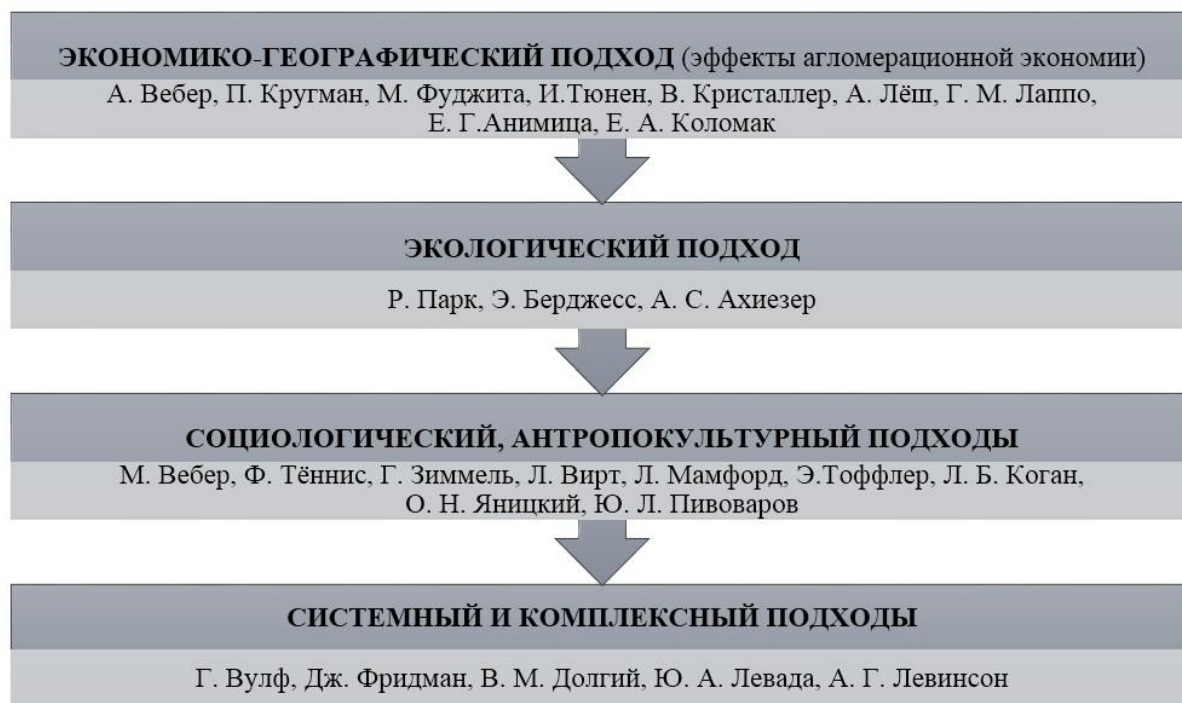 ЭКОНОМИКО-ГЕОГРАФИЧЕСКИЙ ПОДХОД (эффекты агломерационной экономии)
А. Вебер, П. Кругман, М. Фуджита, И.Тюнен, В. Кристаллер, А. Лёш, Г. М. Лаппо,
Е. Г.Анимица, Е. А. Коломак
ЭКОЛОГИЧЕСКИЙ ПОДХОД
Р. Парк, Э. Берджесс, А. С. Ахиезер
СОЦИОЛОГИЧЕСКИЙ, АНТРОПОКУЛЬТУРНЫЙ ПОДХОДЫ
М. Вебер, Ф. Тённис, Г. Зиммель, Л. Вирт, Л. Мамфорд, Э.Тоффлер, Л. Б. Коган,
О. Н. Яницкий, Ю. Л. Пивоваров
СИСТЕМНЫЙ И КОМПЛЕКСНЫЙ ПОДХОДЫ
Г. Вулф, Дж. Фридман, В. М. Долгий, Ю. А. Левада, А. Г. Левинсон